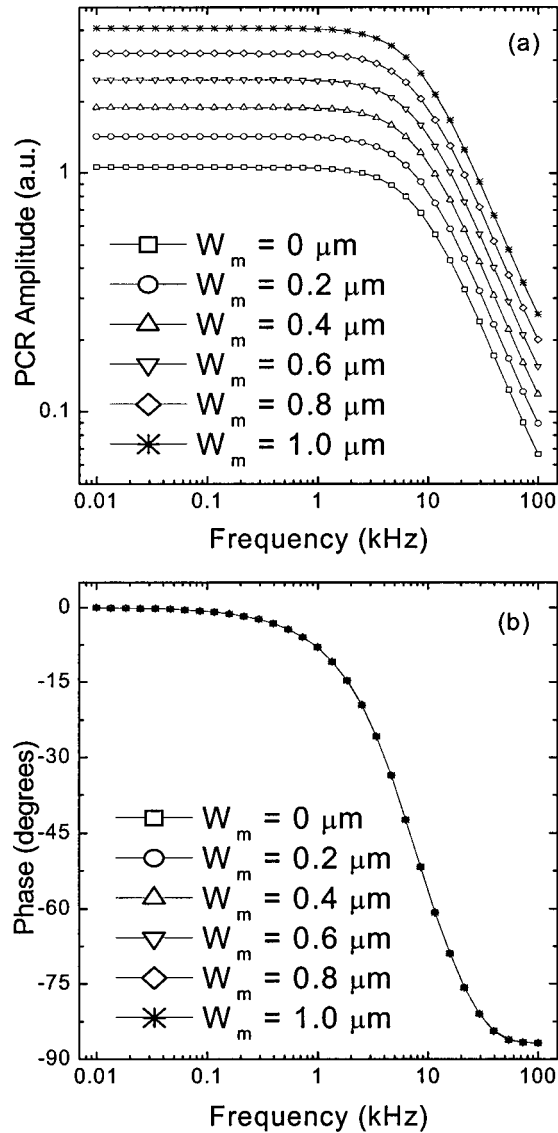 (a)
PCR Amplitude (a.u.)
1
0.1
W_m = 0 μm
W_m = 0.2 μm
W_m = 0.4 μm
W_m = 0.6 μm
W_m = 0.8 μm
W_m = 1.0 μm
0.01 0.1 1 10 100
Frequency (kHz)
(b)
Phase (degrees)
0
-15
-30
-45
-60
-75
-90
W_m = 0 μm
W_m = 0.2 μm
W_m = 0.4 μm
W_m = 0.6 μm
W_m = 0.8 μm
W_m = 1.0 μm
0.01 0.1 1 10 100
Frequency (kHz)